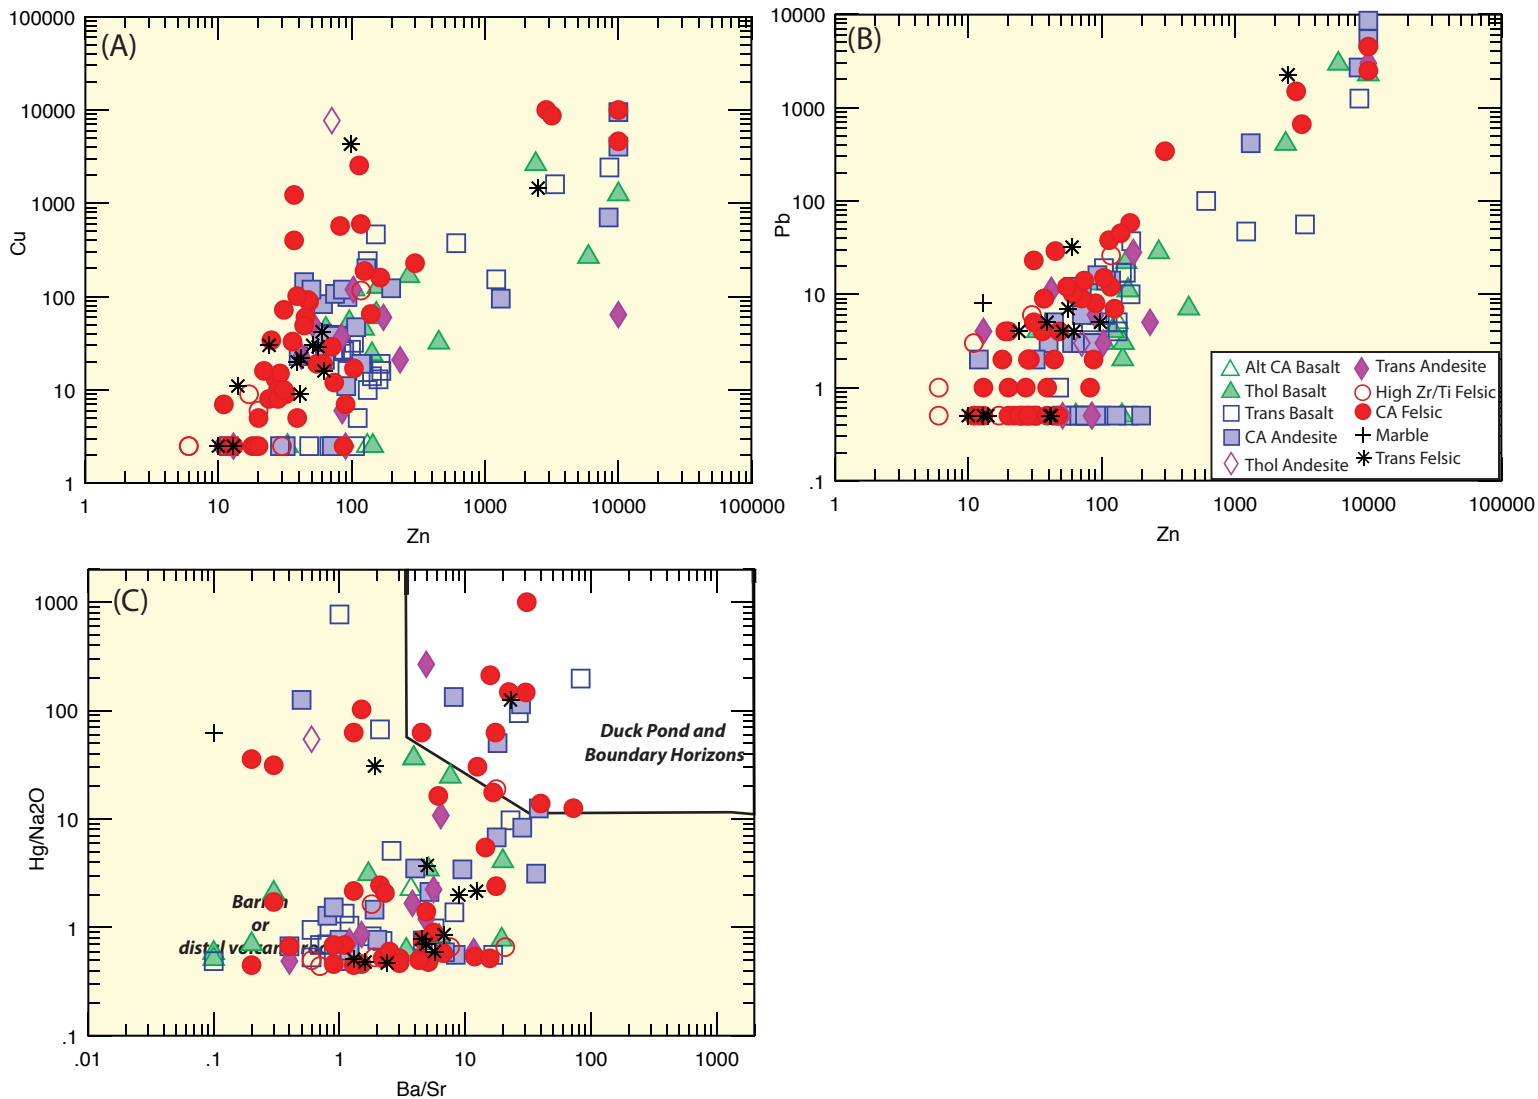 (A)
100000
10000
1000
100
10
1
Cu
1
10
100
1000
10000
100000
Zn
(B)
10000
1000
100
10
1
.1
Pb
1
10
100
1000
10000
100000
Zn
Alt CA Basalt
Thol Basalt
Trans Basalt
CA Andesite
Thol Andesite
Trans Andesite
High Zr/Ti Felsic
CA Felsic
Marble
Trans Felsic
(C)
1000
100
10
1
.1
Hg/Na2O
Duck Pond and
Boundary Horizons
or
distal
.01
.1
1
10
100
1000
Ba/Sr